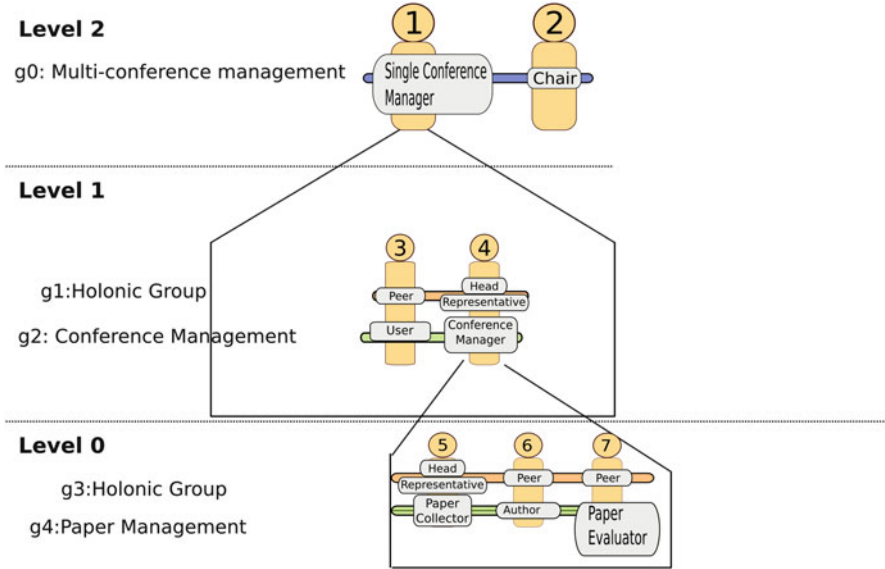 Level 2
1
2
g0: Multi-conference management
Single Conference
Manager
Chair
Level 1
3
4
g1:Holonic Group
Peer
Head
Representative
g2: Conference Management
User
Conference
Manager
Level 0
5
6
7
g3:Holonic Group
Head
Representative
Peer
Peer
g4:Paper Management
Paper
Collector
Author
Paper
Evaluator